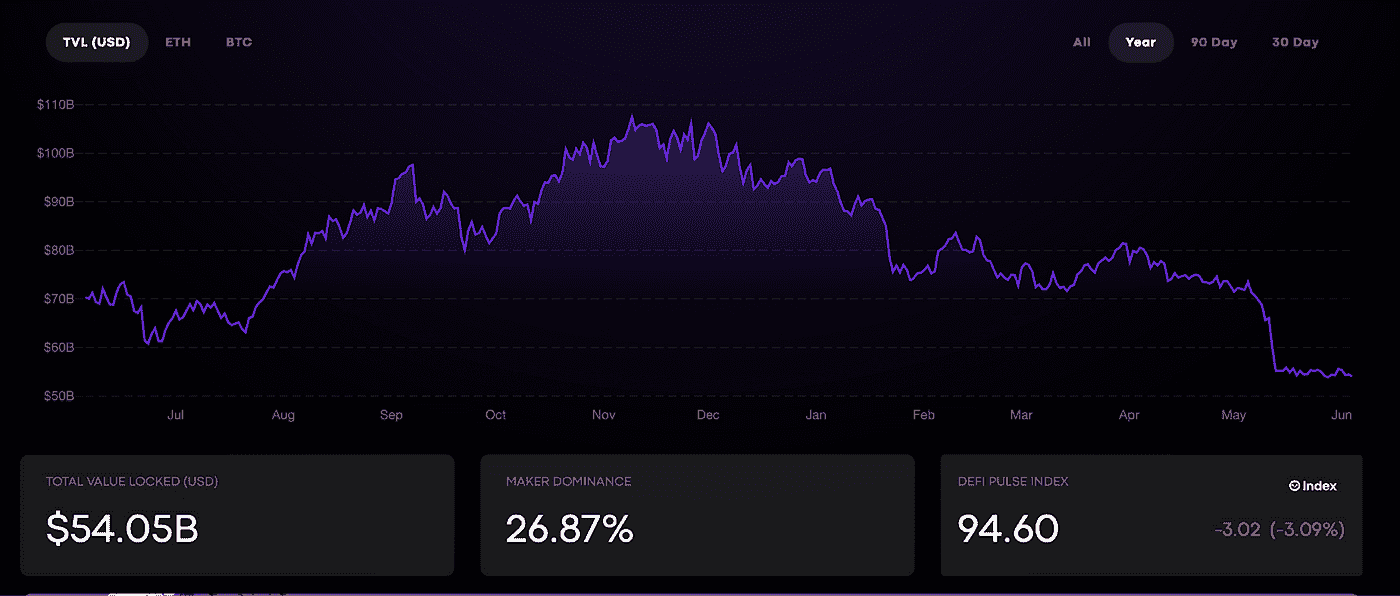 TVL (USD) ETH BTC All Year 90 Day 30 Day
$110B
$100B
$90B
$80B
$70B
$60B
$50B
Jul Aug Sep Oct Nov Dec Jan Feb Mar Apr May Jun
TOTAL VALUE LOCKED (USD)
$54.05B
MAKER DOMINANCE
26.87%
DEFI PULSE INDEX
Index
94.60
-3.02 (-3.09%)